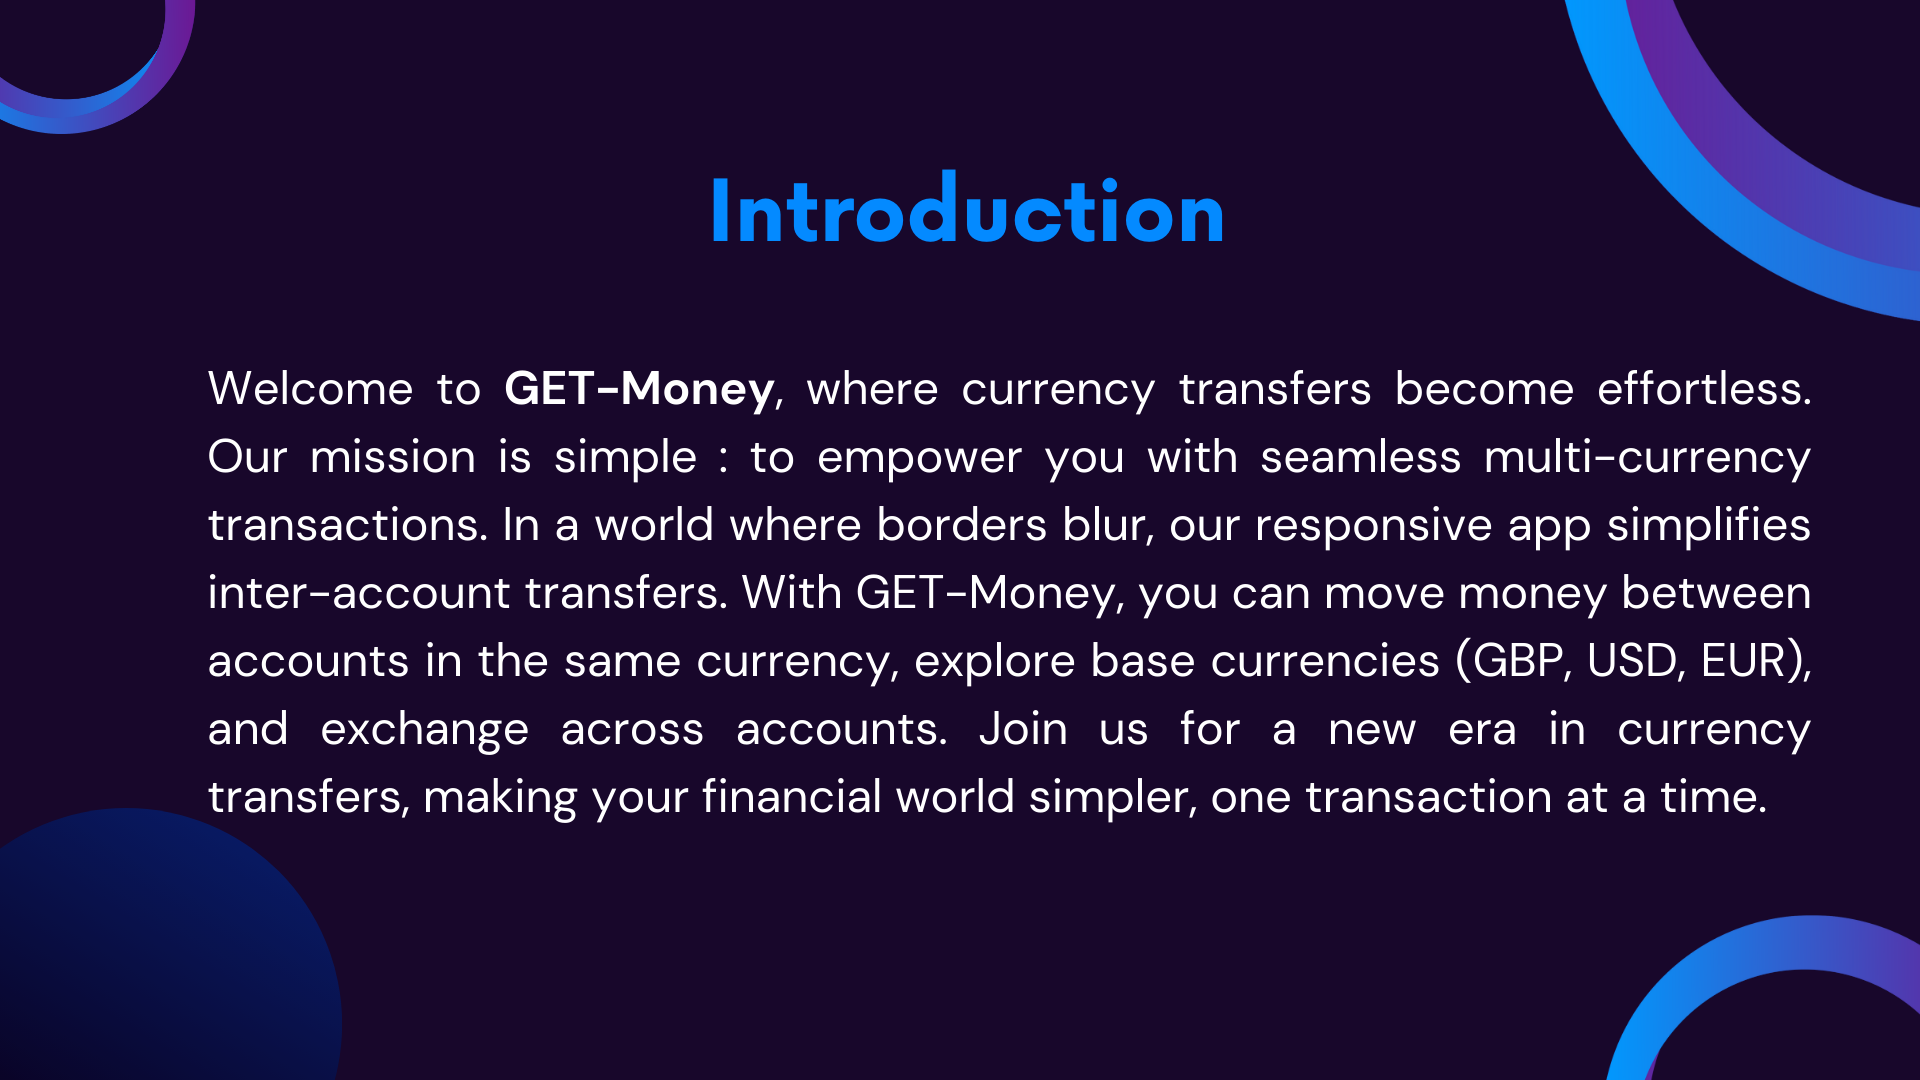 Introduction
Welcome to GET-Money, where currency transfers become effortless.
Our mission is simple : to empower you with seamless multi-currency
transactions. In a world where borders blur, our responsive app simplifies
inter-account transfers. With GET-Money, you can move money between
accounts in the same currency, explore base currencies (GBP, USD, EUR),
and exchange across accounts. Join us for a new era in currency
transfers, making your financial world simpler, one transaction at a time.